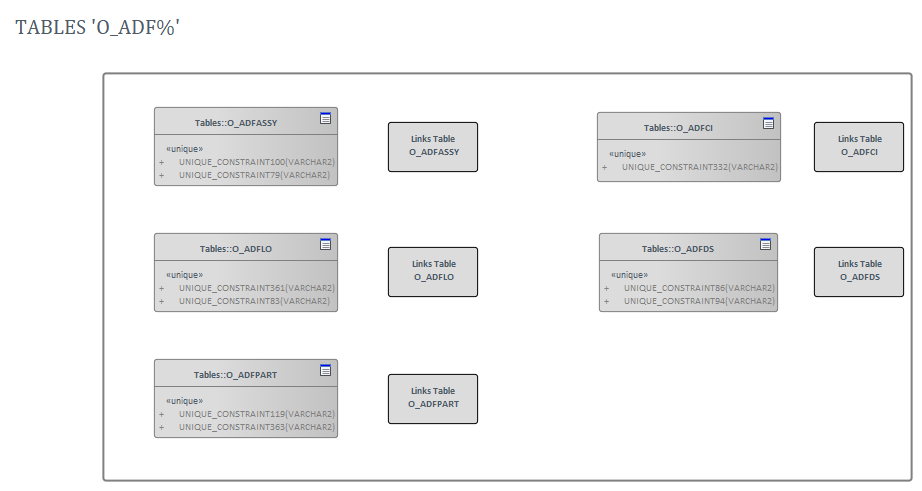 TABLES 'O_ADF%'
Tables::O_ADFASSY
«unique»
+ UNIQUE_CONSTRAINT100(VARCHAR2)
+ UNIQUE_CONSTRAINT79(VARCHAR2)
Links Table
O_ADFASSY
Tables::O_ADFCI
«unique»
+ UNIQUE_CONSTRAINT332(VARCHAR2)
Links Table
O_ADFCI
Tables::O_ADFLO
«unique»
+ UNIQUE_CONSTRAINT361(VARCHAR2)
+ UNIQUE_CONSTRAINT83(VARCHAR2)
Links Table
O_ADFLO
Tables::O_ADFDS
«unique»
+ UNIQUE_CONSTRAINT86(VARCHAR2)
+ UNIQUE_CONSTRAINT94(VARCHAR2)
Links Table
O_ADFDS
Tables::O_ADFPART
«unique»
+ UNIQUE_CONSTRAINT119(VARCHAR2)
+ UNIQUE_CONSTRAINT363(VARCHAR2)
Links Table
O_ADFPART